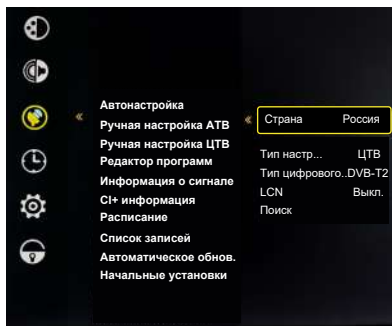 Автонастройка
Ручная настройка АТВ
Ручная настройка ЦТВ
Редактор программ
Информация о сигнале
CI+ информация
Расписание
Список записей
Автоматическое обнов.
Начальные установки
Страна Россия
Тип настр... ЦТВ
Тип цифрового..DVB-T2
LCN Выкл.
Поиск